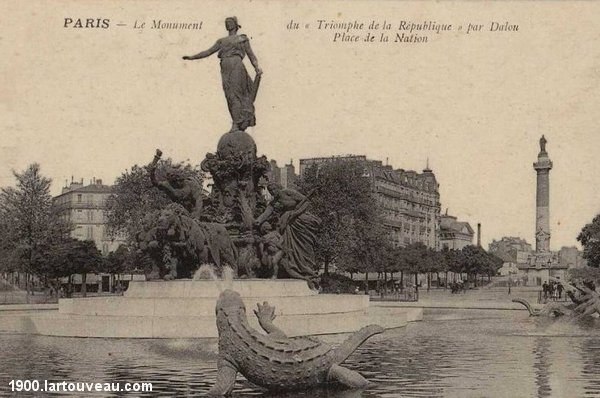 PARIS – Le Monument du « Triomphe de la République » par Dalou
Place de la Nation
1900.lartouveau.com